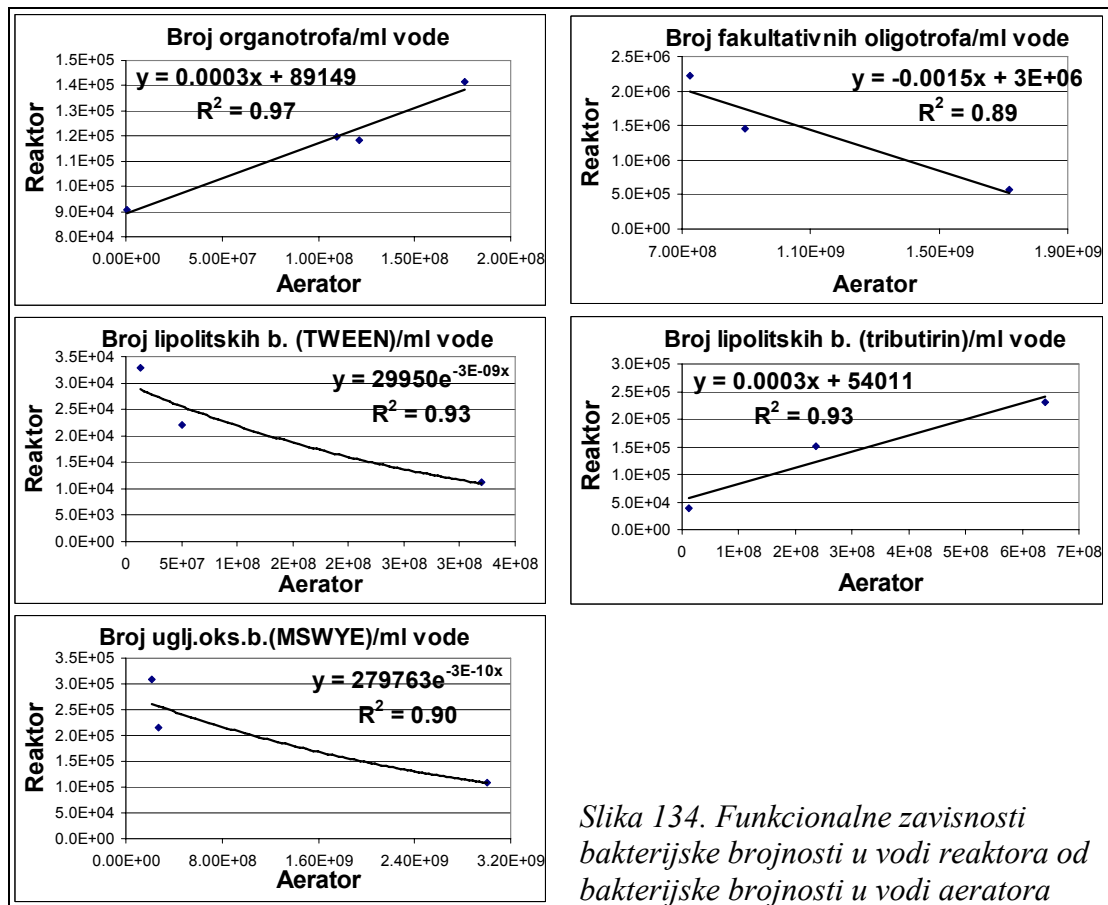 Broj organotrofa/ml vode
y = 0.0003x + 89149
R² = 0.97
Reaktor
1.5E+05
1.4E+05
1.3E+05
1.2E+05
1.1E+05
1.0E+05
9.0E+04
8.0E+04
0.00E+00 5.00E+07 1.00E+08 1.50E+08 2.00E+08
Aerator
Broj fakultativnih oligotrofa/ml vode
y = -0.0015x + 3E+06
R² = 0.89
Reaktor
2.5E+06
2.0E+06
1.5E+06
1.0E+06
5.0E+05
0.0E+00
7.00E+08 1.10E+09 1.50E+09 1.90E+09
Aerator
Broj lipolitskih b. (TWEEN)/ml vode
y = 29950e^-3E-09x
R² = 0.93
Reaktor
3.5E+04
3.0E+04
2.5E+04
2.0E+04
1.5E+04
1.0E+04
5.0E+03
0.0E+00
0 5E+07 1E+08 2E+08 2E+08 3E+08 3E+08 4E+08
Aerator
Broj lipolitskih b. (tributirin)/ml vode
y = 0.0003x + 54011
R² = 0.93
Reaktor
3.0E+05
2.5E+05
2.0E+05
1.5E+05
1.0E+05
5.0E+04
0.0E+00
0 1E+08 2E+08 3E+08 4E+08 5E+08 6E+08 7E+08
Aerator
Broj uglj.oks.b.(MSWYE)/ml vode
y = 279763e^-3E-10x
R² = 0.90
Reaktor
3.5E+05
3.0E+05
2.5E+05
2.0E+05
1.5E+05
1.0E+05
5.0E+04
0.0E+00
0.00E+00 8.00E+08 1.60E+09 2.40E+09 3.20E+09
Aerator
Slika 134. Funkcionalne zavisnosti
bakterijske brojnosti u vodi reaktora od
bakterijske brojnosti u vodi aeratora